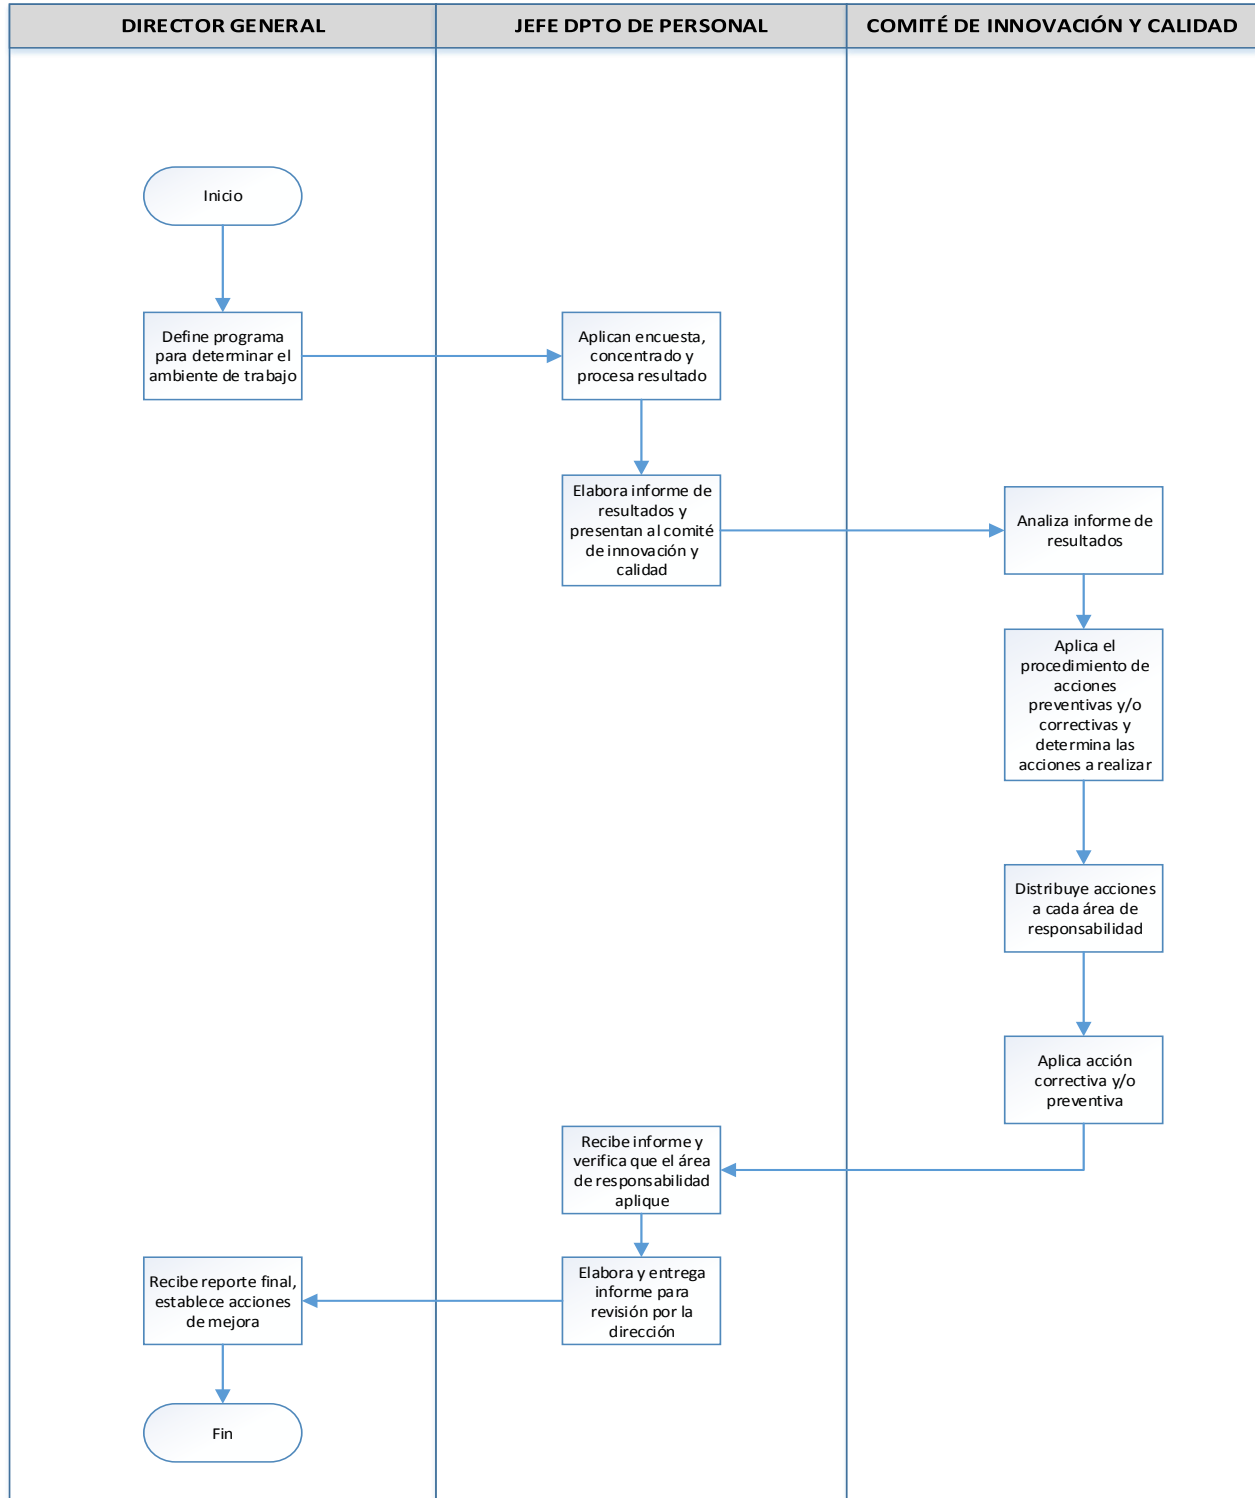 DIRECTOR GENERAL
JEFE DPTO DE PERSONAL
COMITÉ DE INNOVACIÓN Y CALIDAD
Inicio
Define programa
para determinar el
ambiente de trabajo
Aplican encuesta,
concentrado y
procesa resultado
Elabora informe de
resultados y
presentan al comité
de innovación y
calidad
Analiza informe de
resultados
Aplica el
procedimiento de
acciones
preventivas y/o
correctivas y
determina las
acciones a realizar
Distribuye acciones
a cada área de
responsabilidad
Aplica acción
correctiva y/o
preventiva
Recibe informe y
verifica que el área
de responsabilidad
aplique
Elabora y entrega
informe para
revisión por la
dirección
Recibe reporte final,
establece acciones
de mejora
Fin